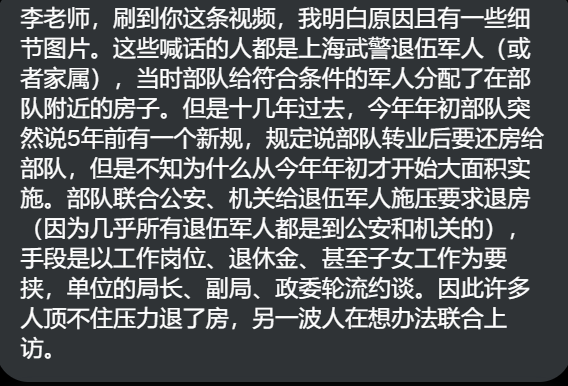 李老师，刷到你这条视频，我明白原因且有一些细
节图片。这些喊话的人都是上海武警退伍军人（或
者家属），当时部队给符合条件的军人分配了在部
队附近的房子。但是十几年过去，今年年初部队突
然说5年前有一个新规，规定说部队转业后要还房给
部队，但是不知为什么从今年年初才开始大面积实
施。部队联合公安、机关给退伍军人施压要求退房
（因为几乎所有退伍军人都是到公安和机关的），
手段是以工作岗位、退休金、甚至子女工作为要
挟，单位的局长、副局、政委轮流约谈。因此许多
人顶不住压力退了房，另一波人在想办法联合上
访。